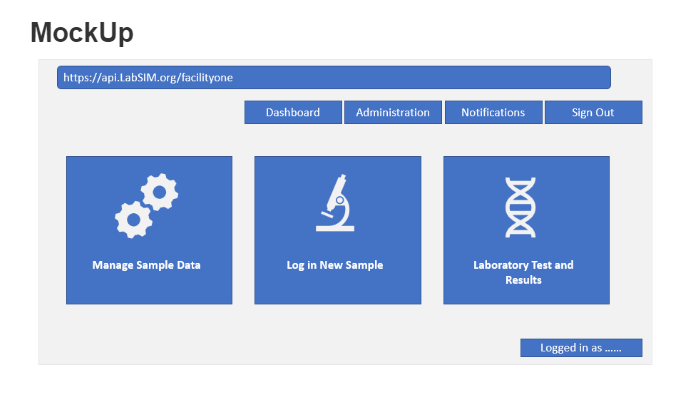 MockUp
https://api.LabSIM.org/facilityone
Dashboard Administration Notifications Sign Out
Manage Sample Data
Log in New Sample
Laboratory Test and
Results
Logged in as ......